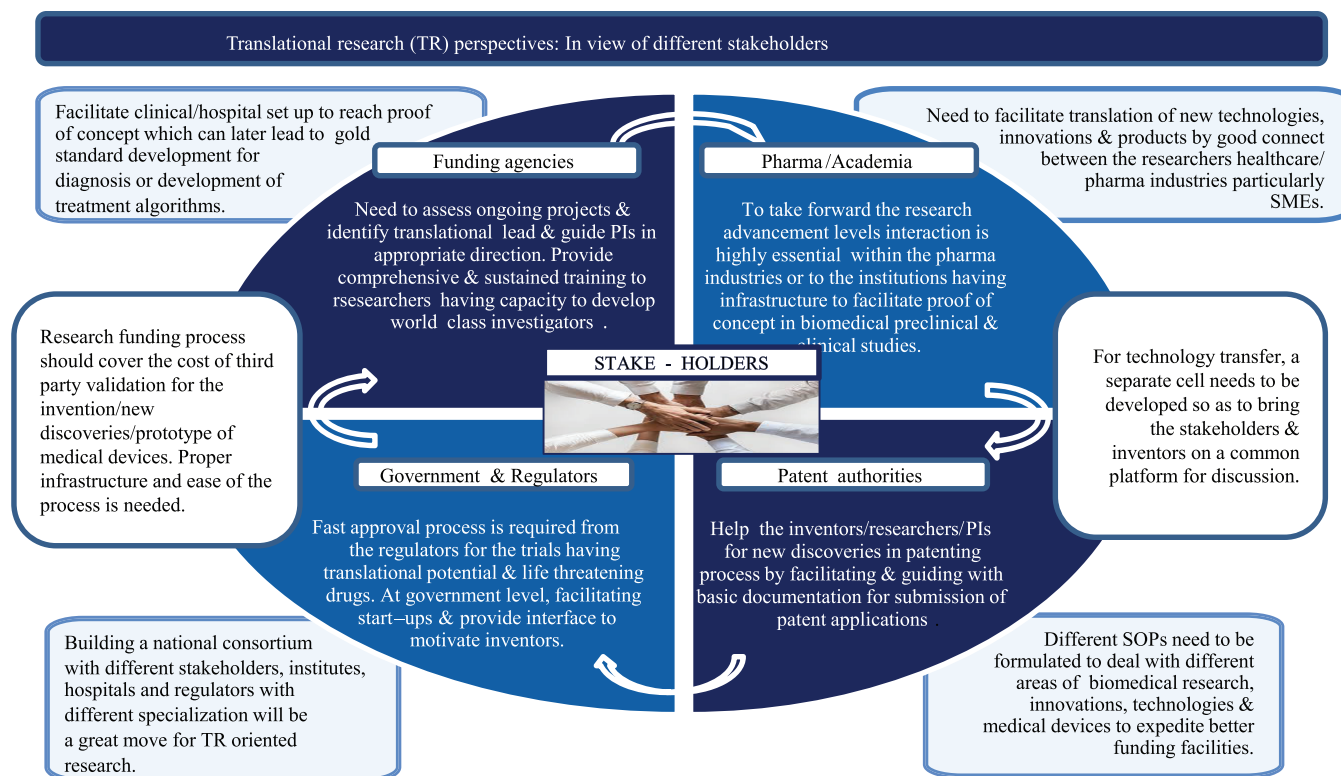 Translational research (TR) perspectives: In view of different stakeholders
Facilitate clinical/hospital set up to reach proof
of concept which can later lead to gold
standard development for
diagnosis or development of
treatment algorithms.
Need to facilitate translation of new technologies,
innovations & products by good connect
between the researchers healthcare/
pharma industries particularly
SMEs.
Funding agencies
Need to assess ongoing projects &
identify translational lead & guide PIs in
appropriate direction. Provide
comprehensive & sustained training to
rsesearchers having capacity to develop
world class investigators .
Pharma /Academia
To take forward the research
advancement levels interaction is
highly essential within the pharma
industries or to the institutions having
infrastructure to facilitate proof of
concept in biomedical preclinical &
clinical studies.
STAKE - HOLDERS
Research funding process
should cover the cost of third
party validation for the
invention/new
discoveries/prototype of
medical devices. Proper
infrastructure and ease of the
process is needed.
For technology transfer, a
separate cell needs to be
developed so as to bring
the stakeholders &
inventors on a common
platform for discussion.
Government & Regulators
Fast approval process is required from
the regulators for the trials having
translational potential & life threatening
drugs. At government level, facilitating
start–ups & provide interface to
motivate inventors.
Patent authorities
Help the inventors/researchers/PIs
for new discoveries in patenting
process by facilitating & guiding with
basic documentation for submission of
patent applications .
Building a national consortium
with different stakeholders, institutes,
hospitals and regulators with
different specialization will be
a great move for TR oriented
research.
Different SOPs need to be
formulated to deal with different
areas of biomedical research,
innovations, technologies &
medical devices to expedite better
funding facilities.